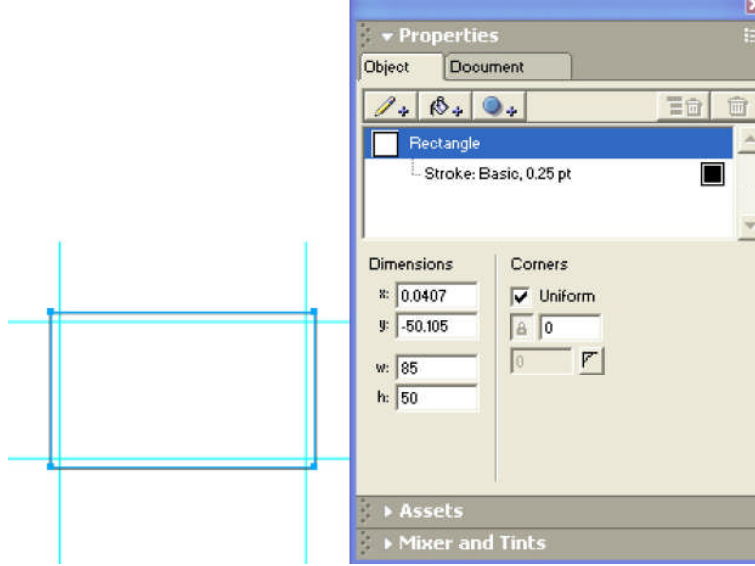 Properties
Object Document
Rectangle
Stroke: Basic, 0.25 pt
Dimensions Corners
x: 0.0407 Uniform
y: -50.105 0
w: 85 0
h: 50
Assets
Mixer and Tints